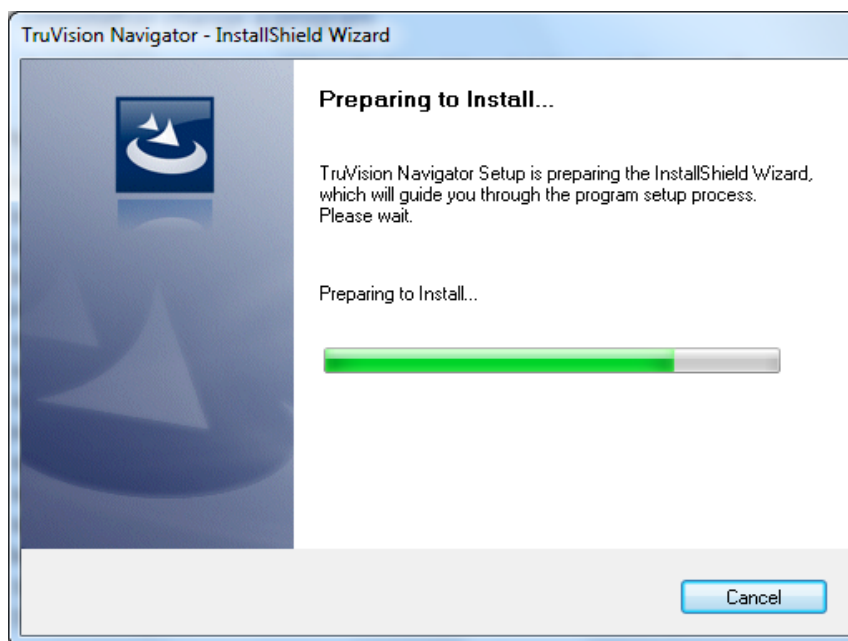 TruVision Navigator - InstallShield Wizard
Preparing to Install...
TruVision Navigator Setup is preparing the InstallShield Wizard,
which will guide you through the program setup process.
Please wait.
Preparing to Install...
Cancel